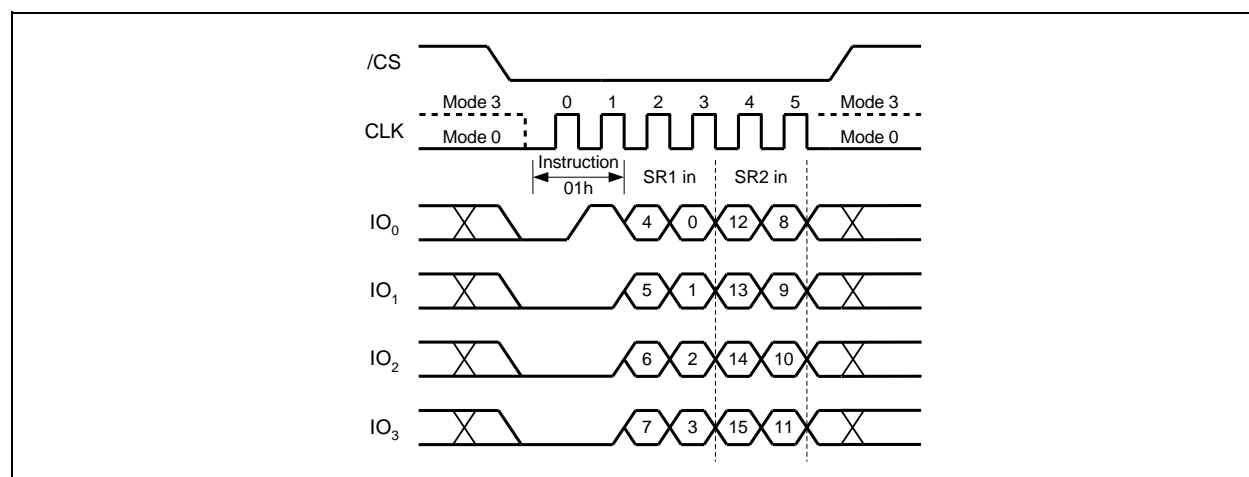 /CS
Mode 3 0 1 2 3 4 5 Mode 3
CLK Mode 0 Mode 0
Instruction
01h SR1 in SR2 in
IO0 4 0 12 8
IO1 5 1 13 9
IO2 6 2 14 10
IO3 7 3 15 11